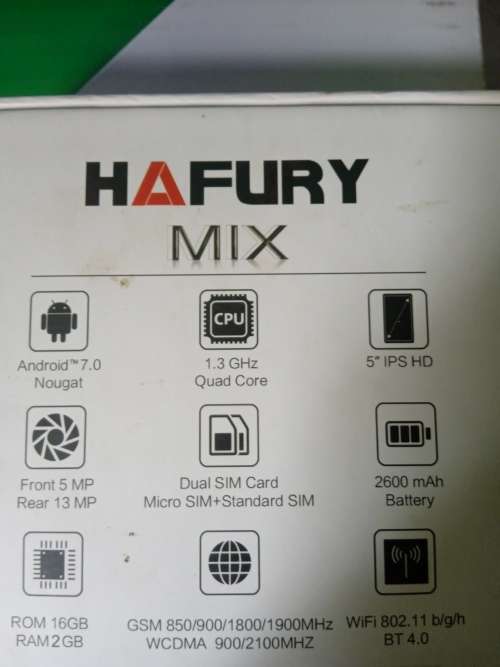 HAFURY
MIX
CPU
Android™7.0
Nougat
1.3 GHz
Quad Core
5" IPS HD
Front 5 MP
Rear 13 MP
Dual SIM Card
Micro SIM+Standard SIM
2600 mAh
Battery
ROM 16GB
RAM2GB
GSM 850/900/1800/1900MHz
WCDMA 900/2100MHZ
WiFi 802.11 b/g/h
BT 4.0